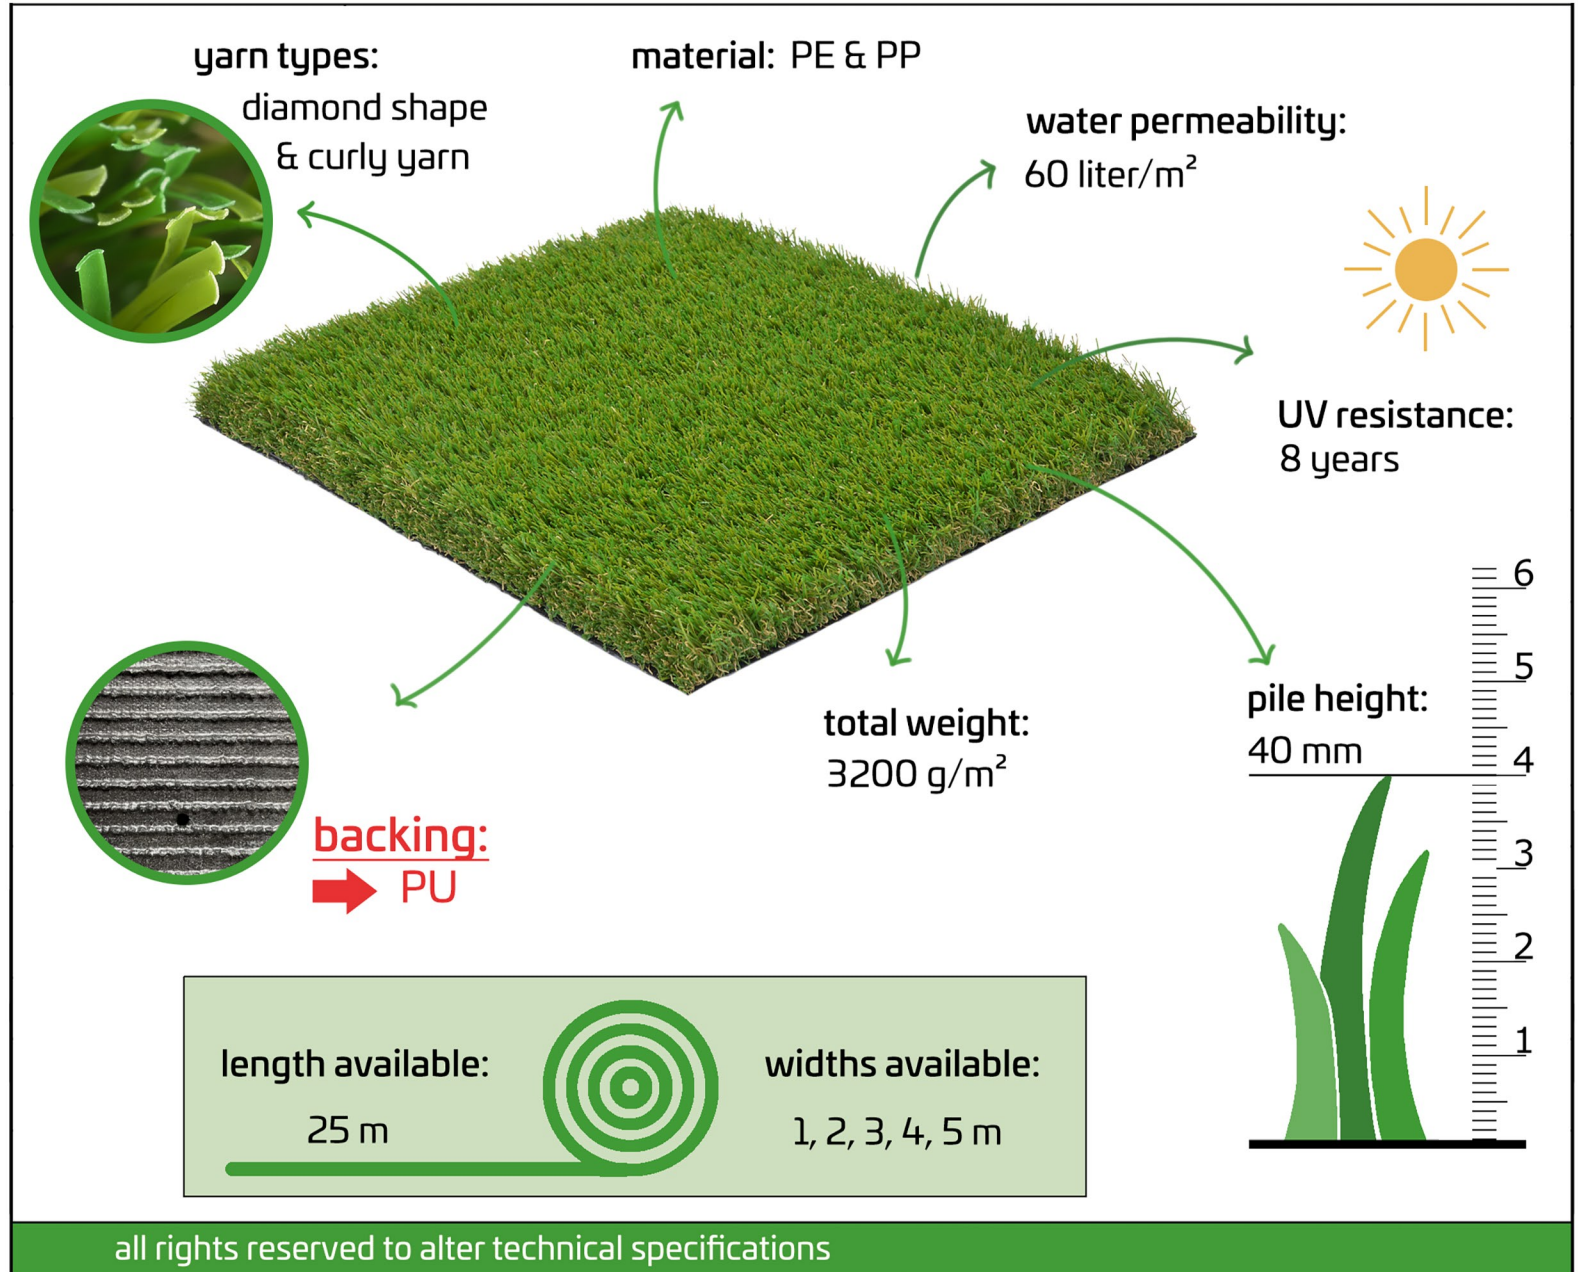 yarn types:
diamond shape
& curly yarn
material: PE & PP
water permeability:
60 liter/m²
UV resistance:
8 years
pile height:
40 mm
6
5
4
3
2
1
total weight:
3200 g/m²
backing:
PU
length available:
25 m
widths available:
1, 2, 3, 4, 5 m
all rights reserved to alter technical specifications